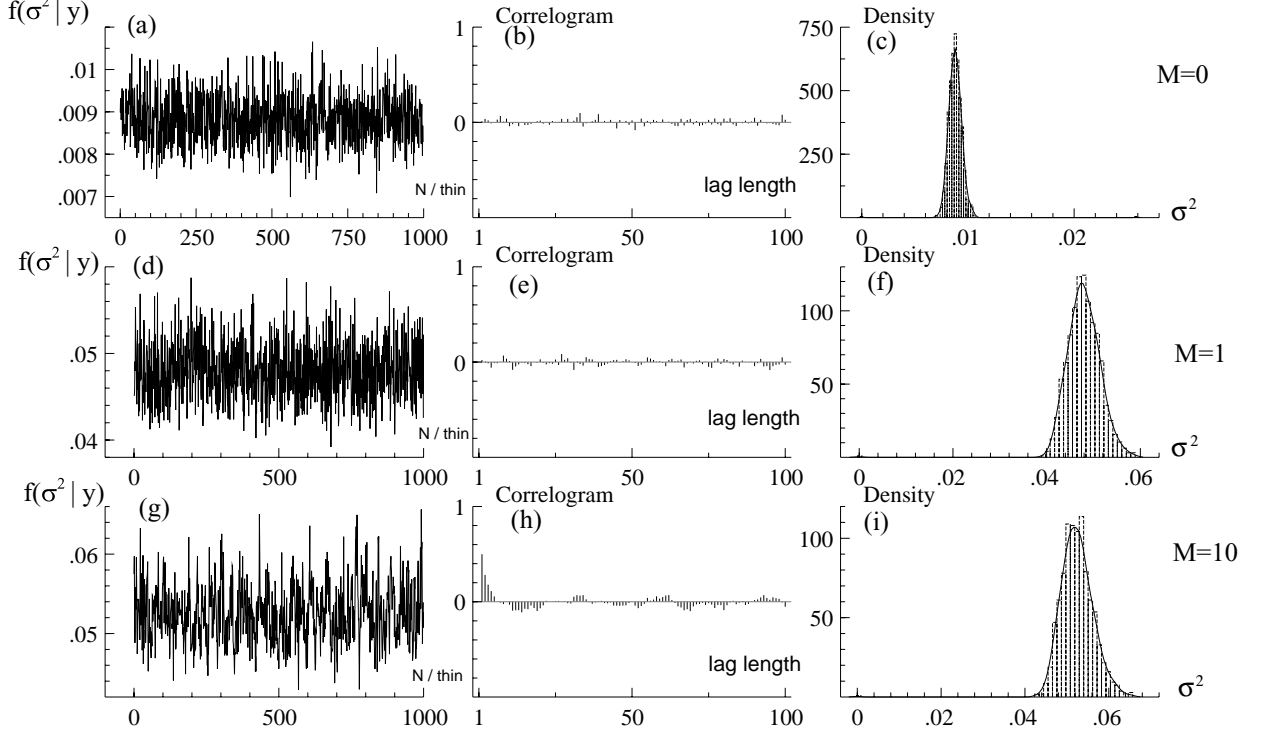 f(σ² | y)
(a)
.01
.009
.008
.007
N / thin
0 250 500 750 1000
Correlogram
(b)
1
0
lag length
1 50 100
Density
(c)
750
500
250
M=0
σ²
0 .01 .02
f(σ² | y)
(d)
.05
.04
N / thin
0 500 1000
Correlogram
(e)
1
0
lag length
1 50 100
Density
(f)
100
50
M=1
σ²
0 .02 .04 .06
f(σ² | y)
(g)
.06
.05
N / thin
0 500 1000
Correlogram
(h)
1
0
lag length
1 50 100
Density
(i)
100
50
M=10
σ²
0 .02 .04 .06